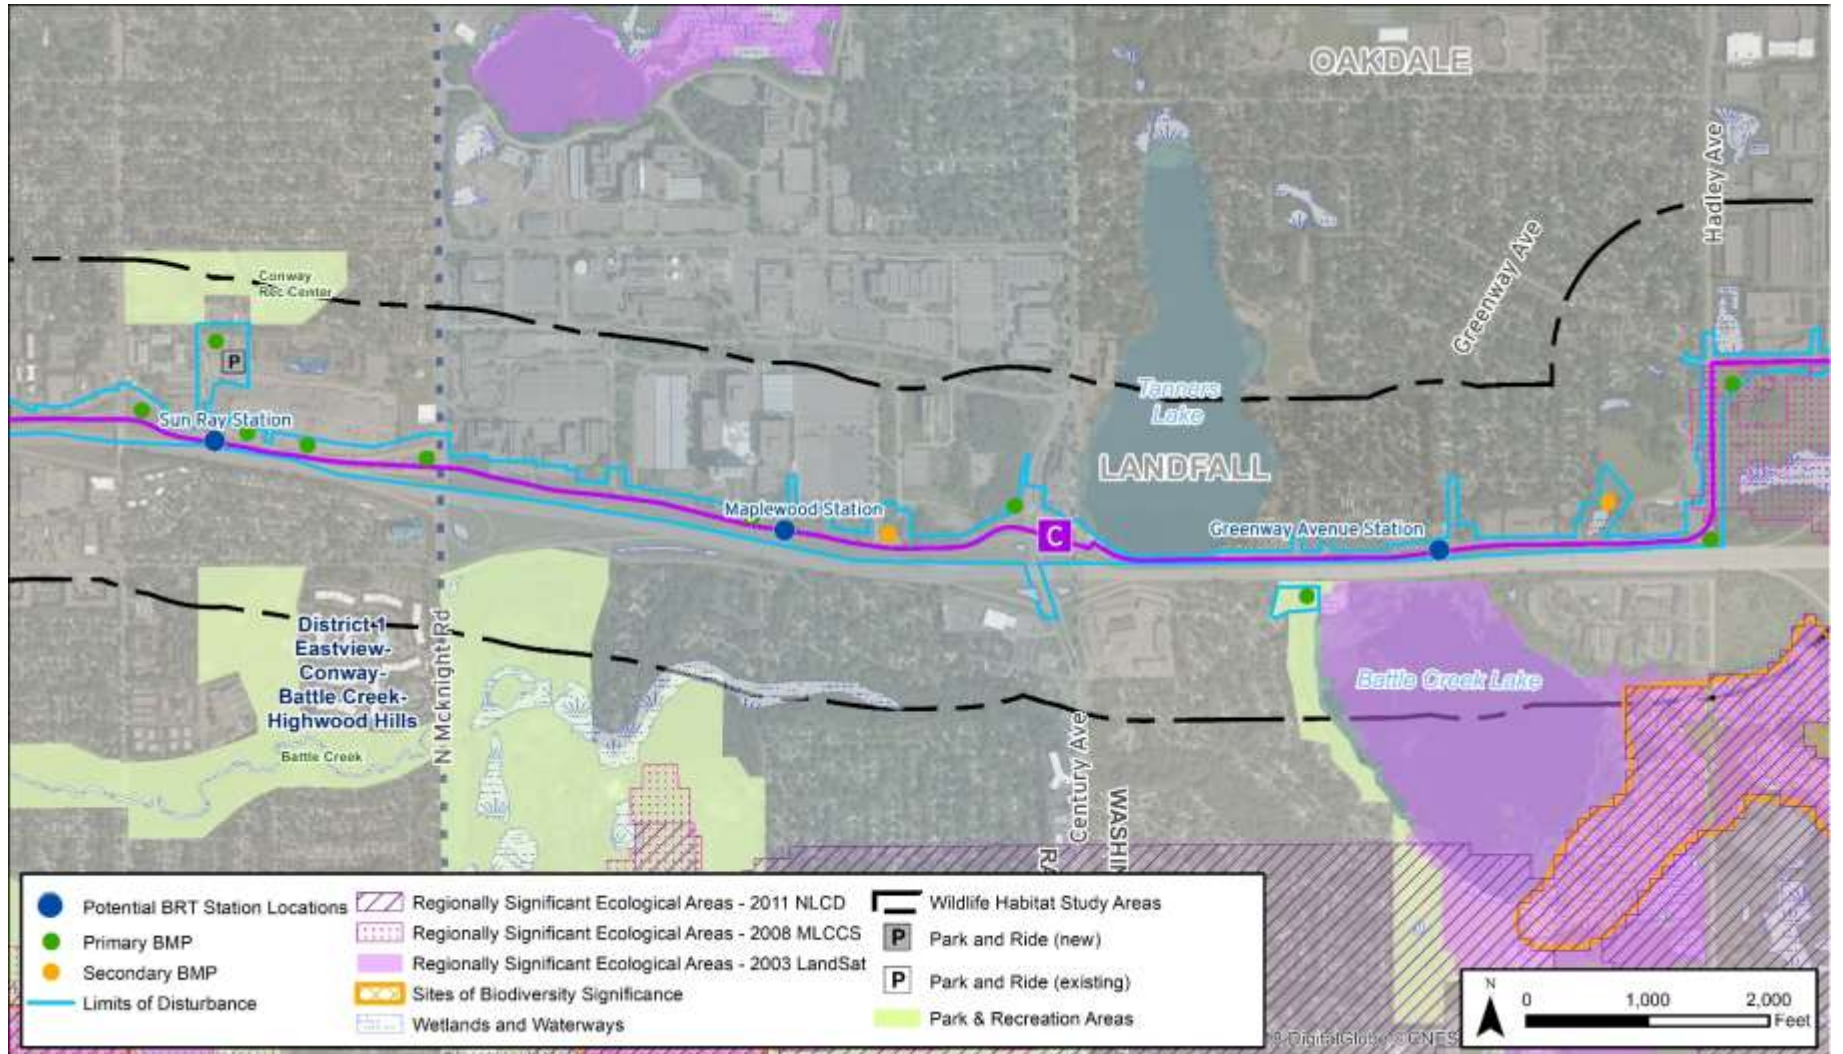 OAKDALE
Hadley Ave
Greenway Ave
Conway
Rec Center
P
Tanners
Lake
Sun Ray Station
LANDFALL
Maplewood Station
C
Greenway Avenue Station
District 1
Eastview-
Conway-
Battle Creek-
Highwood Hills
N Mcknight Rd
Battle Creek Lake
Battle Creek
Century Ave
WASHIN
RA
Potential BRT Station Locations
Primary BMP
Secondary BMP
Limits of Disturbance
Regionally Significant Ecological Areas - 2011 NLCD
Regionally Significant Ecological Areas - 2008 MLCCS
Regionally Significant Ecological Areas - 2003 LandSat
Sites of Biodiversity Significance
Wetlands and Waterways
Wildlife Habitat Study Areas
P Park and Ride (new)
P Park and Ride (existing)
Park & Recreation Areas
N
0 1,000 2,000
Feet
DigitalGlobe